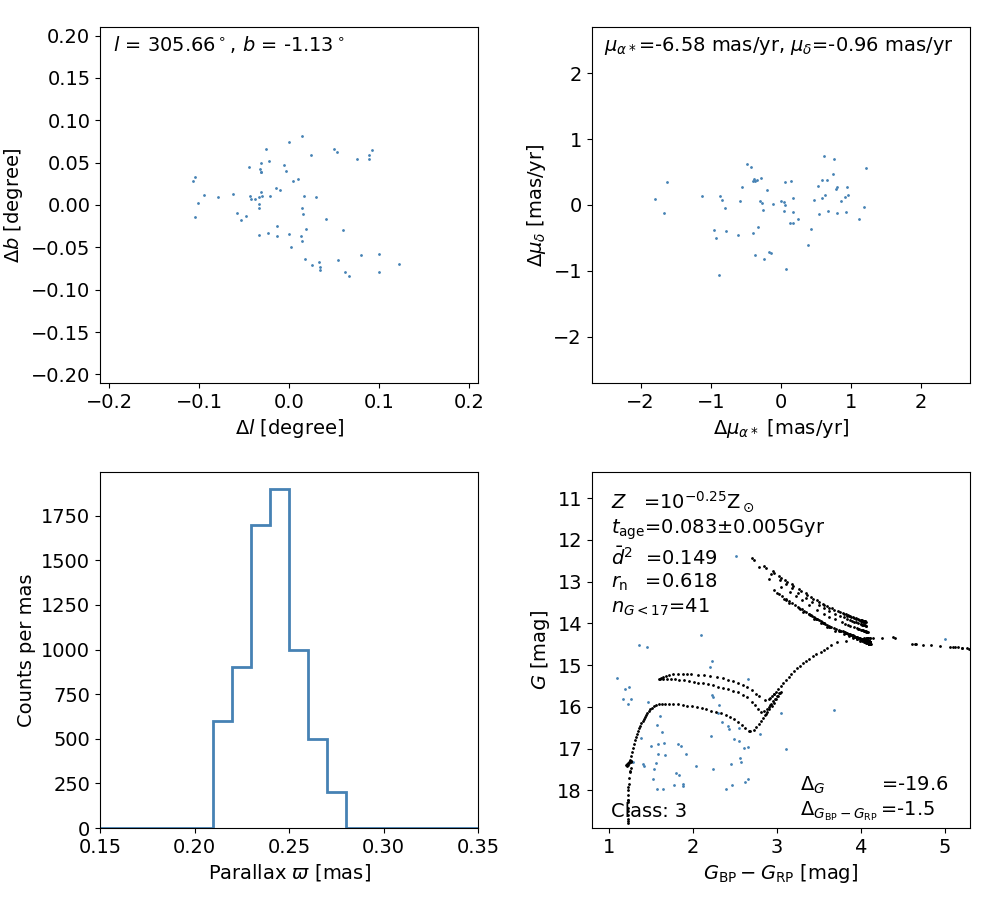 l = 305.66°, b = -1.13°
0.20
0.15
0.10
0.05
0.00
−0.05
−0.10
−0.15
−0.20
Δb [degree]
−0.2 −0.1 0.0 0.1 0.2
Δl [degree]
μα*=-6.58 mas/yr, μδ=-0.96 mas/yr
2
1
0
−1
−2
Δμδ [mas/yr]
−2 −1 0 1 2
Δμα* [mas/yr]
1750
1500
1250
1000
750
500
250
0
Counts per mas
0.15 0.20 0.25 0.30 0.35
Parallax ϖ [mas]
Z =10^−0.25Z⊙
tage=0.083±0.005Gyr
d̄² =0.149
rn =0.618
nG<17=41
11
12
13
14
15
16
17
18
G [mag]
ΔG =-19.6
ΔGBP−GRP=-1.5
Class: 3
1 2 3 4 5
GBP − GRP [mag]